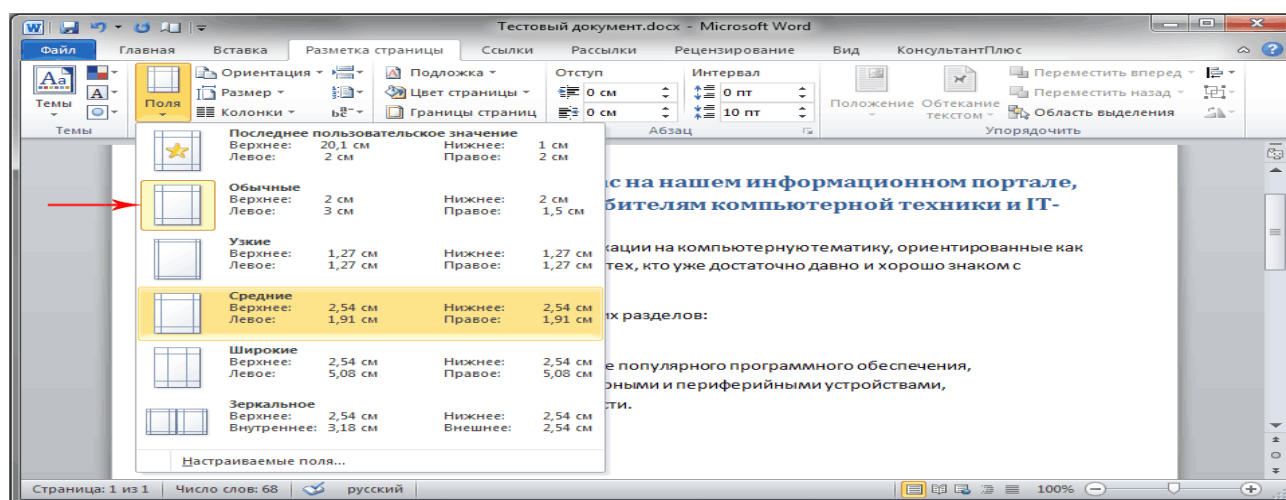 Тестовый документ.docx - Microsoft Word
Файл Главная Вставка Разметка страницы Ссылки Рассылки Рецензирование Вид КонсультантПлюс
Темы
Поля
Ориентация
Размер
Колонки
Подложка
Цвет страницы
Границы страниц
Отступ
0 см
0 см
Интервал
0 пт
10 пт
Положение
Обтекание
текстом
Переместить вперед
Переместить назад
Область выделения
Темы
Абзац
Упорядочить
Последнее пользовательское значение
Верхнее: 20,1 см Нижнее: 1 см
Левое: 2 см Правое: 2 см
Обычные
Верхнее: 2 см Нижнее: 2 см
Левое: 3 см Правое: 1,5 см
Узкие
Верхнее: 1,27 см Нижнее: 1,27 см
Левое: 1,27 см Правое: 1,27 см
Средние
Верхнее: 2,54 см Нижнее: 2,54 см
Левое: 1,91 см Правое: 1,91 см
Широкие
Верхнее: 2,54 см Нижнее: 2,54 см
Левое: 5,08 см Правое: 5,08 см
Зеркальное
Верхнее: 2,54 см Нижнее: 2,54 см
Внутреннее: 3,18 см Внешнее: 2,54 см
Настраиваемые поля...
ас на нашем информационном портале,
бителям компьютерной техники и IT-
кации на компьютерную тематику, ориентированные как
тех, кто уже достаточно давно и хорошо знаком с
их разделов:
е популярного программного обеспечения,
рными и периферийными устройствами,
сти.
Страница: 1 из 1 Число слов: 68 русский 100%